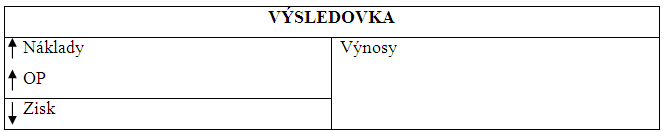 VÝSLEDOVKA
Náklady
Výnosy
OP
Zisk